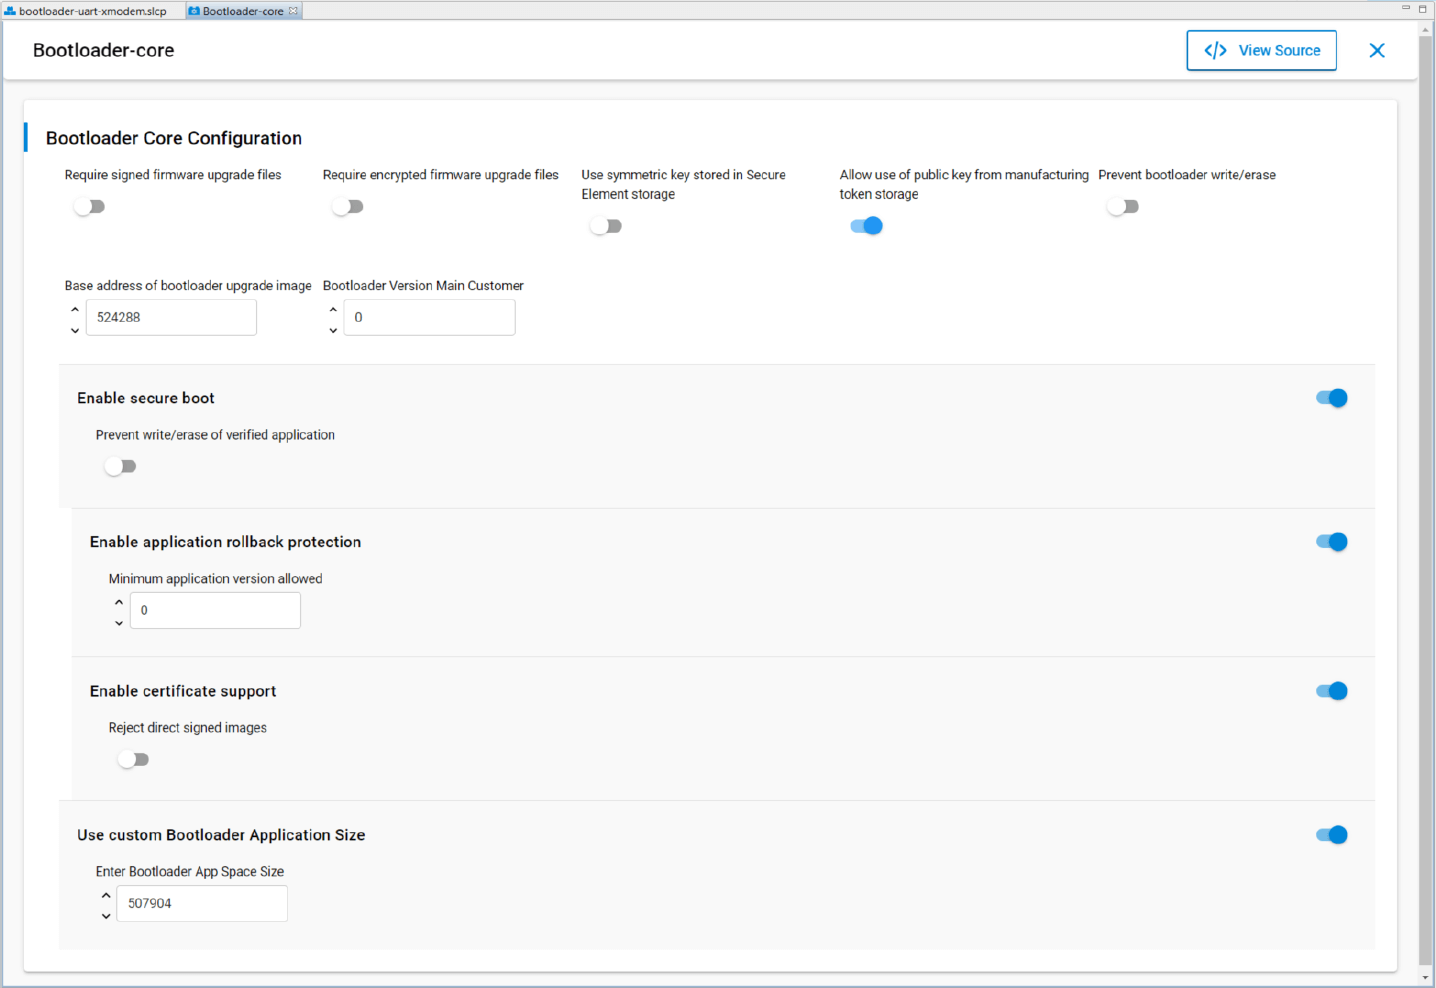 bootloader-uart-xmodem.slcp
Bootloader-core
Bootloader-core
View Source
Bootloader Core Configuration
Require signed firmware upgrade files
Require encrypted firmware upgrade files
Use symmetric key stored in Secure
Element storage
Allow use of public key from manufacturing
token storage
Prevent bootloader write/erase
Base address of bootloader upgrade image
524288
Bootloader Version Main Customer
0
Enable secure boot
Prevent write/erase of verified application
Enable application rollback protection
Minimum application version allowed
0
Enable certificate support
Reject direct signed images
Use custom Bootloader Application Size
Enter Bootloader App Space Size
507904